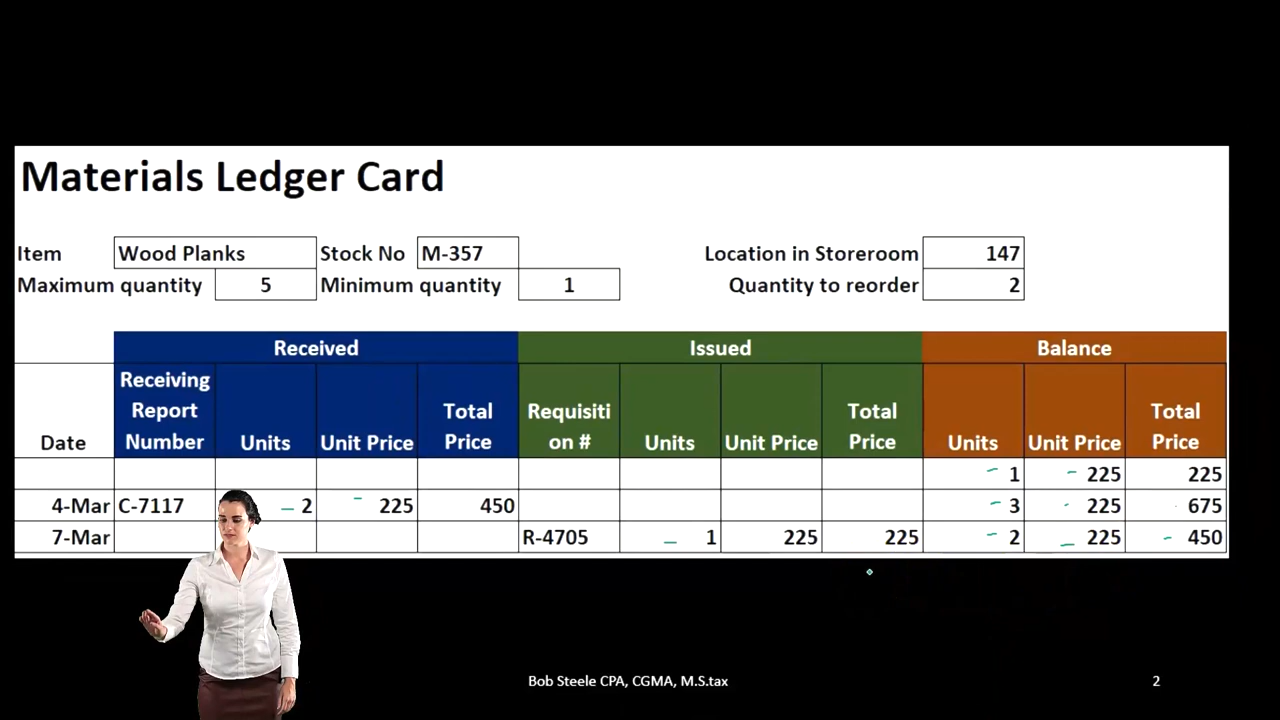 Materials Ledger Card
Item Wood Planks Stock No M-357 Location in Storeroom 147
Maximum quantity 5 Minimum quantity 1 Quantity to reorder 2
Received Issued Balance
Date Receiving Report Number Units Unit Price Total Price Requisiti on # Units Unit Price Total Price Units Unit Price Total Price
1 225 225
4-Mar C-7117 2 225 450 3 225 675
7-Mar R-4705 1 225 225 2 225 450
Bob Steele CPA, CGMA, M.S.tax 2